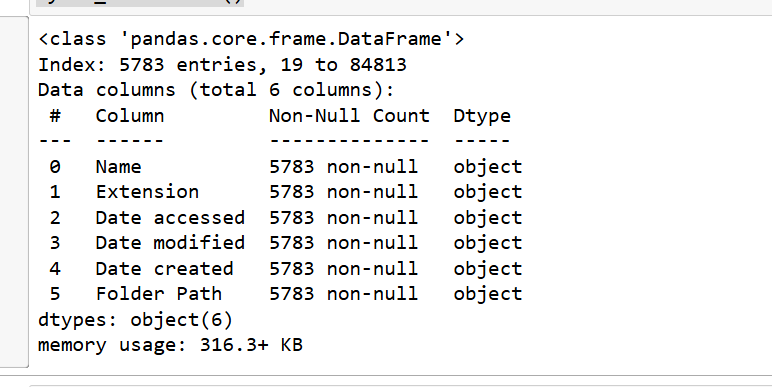 <class 'pandas.core.frame.DataFrame'>
Index: 5783 entries, 19 to 84813
Data columns (total 6 columns):
 #   Column         Non-Null Count  Dtype
---  ------         --------------  -----
 0   Name           5783 non-null   object
 1   Extension      5783 non-null   object
 2   Date accessed  5783 non-null   object
 3   Date modified  5783 non-null   object
 4   Date created   5783 non-null   object
 5   Folder Path    5783 non-null   object
dtypes: object(6)
memory usage: 316.3+ KB